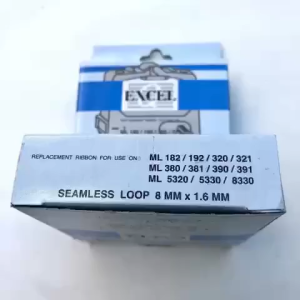 EXCEL
REPLACEMENT RIBBON FOR USE ON: ML 182 / 192 / 320 / 321
ML 380 / 381 / 390 / 391
ML 5320 / 5330 / 8330
SEAMLESS LOOP 8 MM x 1.6 MM